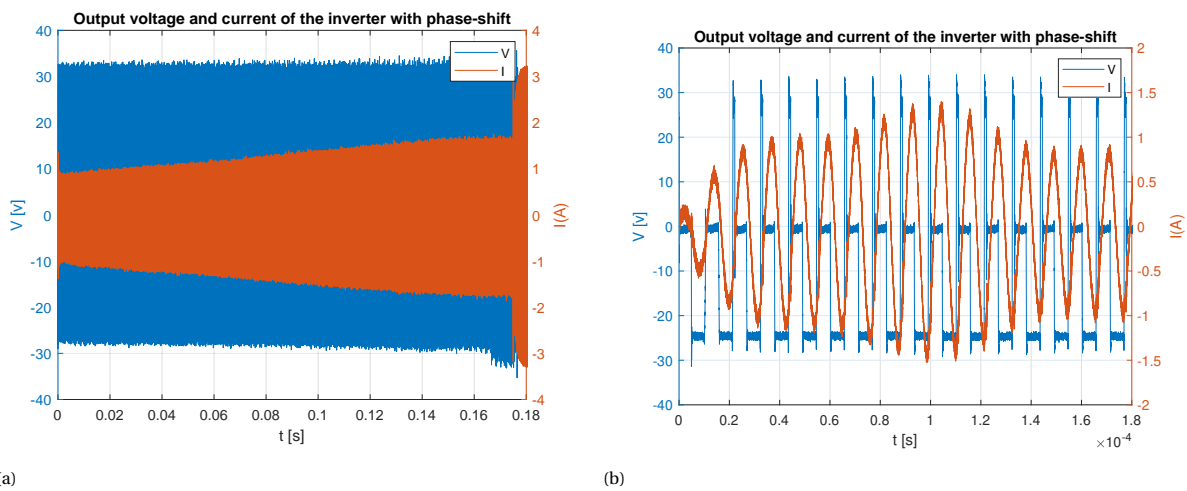 Output voltage and current of the inverter with phase-shift
V
I
40
30
20
10
0
-10
-20
-30
-40
V [v]
4
3
2
1
0
-1
-2
-3
-4
I(A)
0 0.02 0.04 0.06 0.08 0.1 0.12 0.14 0.16 0.18
t [s]
a)
Output voltage and current of the inverter with phase-shift
V
I
40
30
20
10
0
-10
-20
-30
-40
V [v]
2
1.5
1
0.5
0
-0.5
-1
-1.5
-2
I(A)
0 0.2 0.4 0.6 0.8 1 1.2 1.4 1.6 1.8
t [s]
×10⁻⁴
(b)